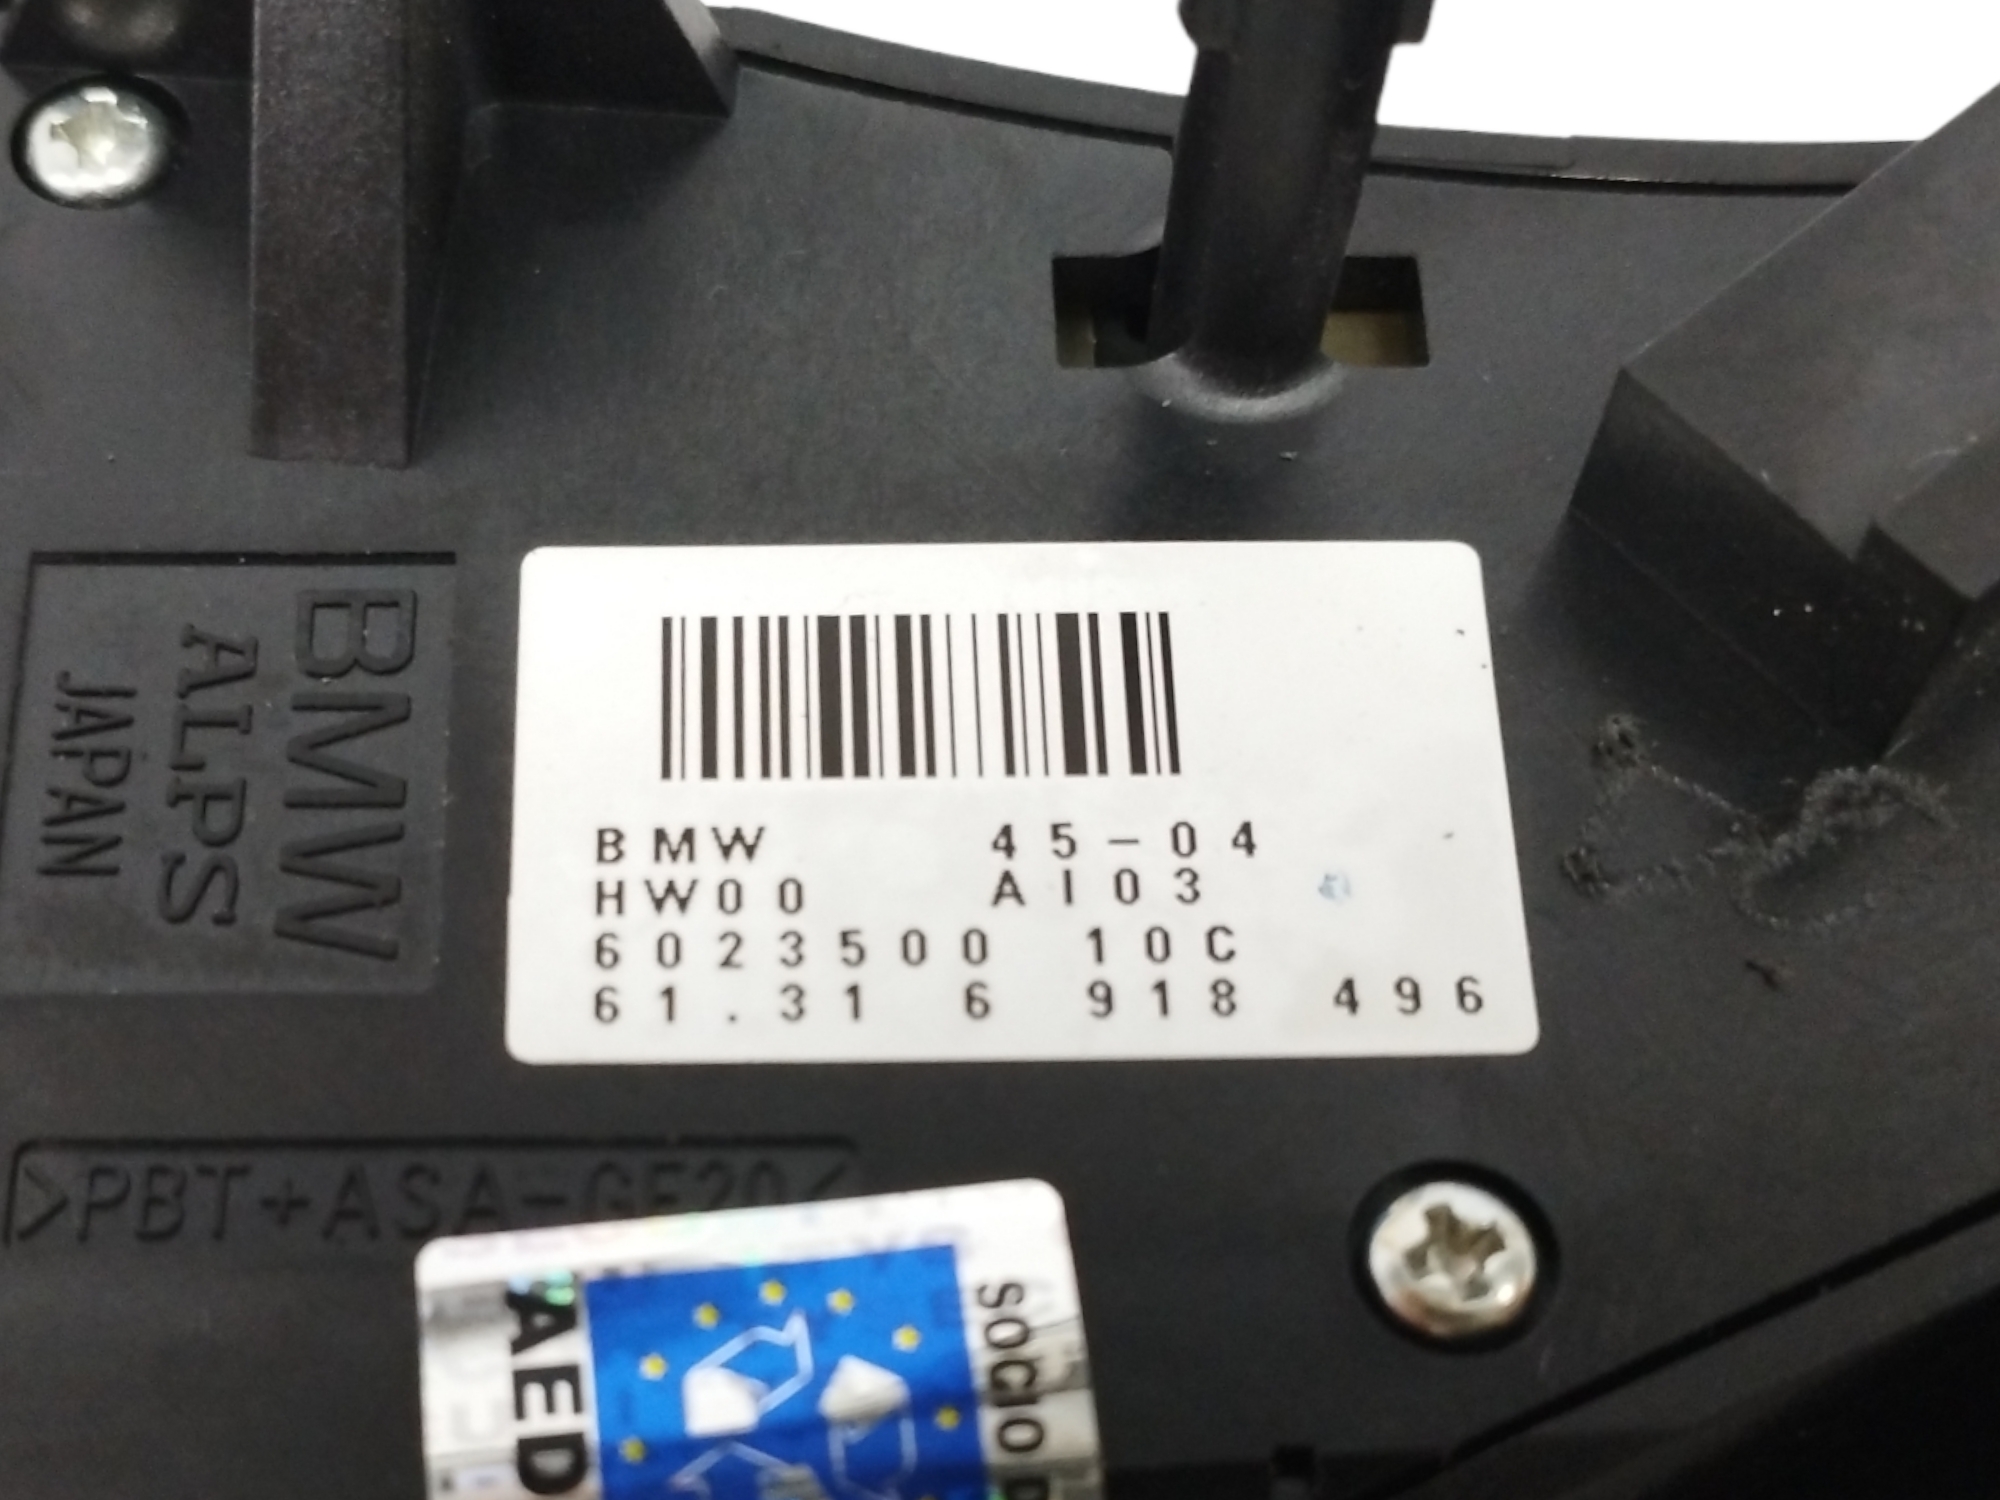 BMW
ALPS
JAPAN
BMW 45-04
HW00 AI03
6023500 10C
61.31 6 918 496
>PBT+ASA-GF20<
AED
SOCIO